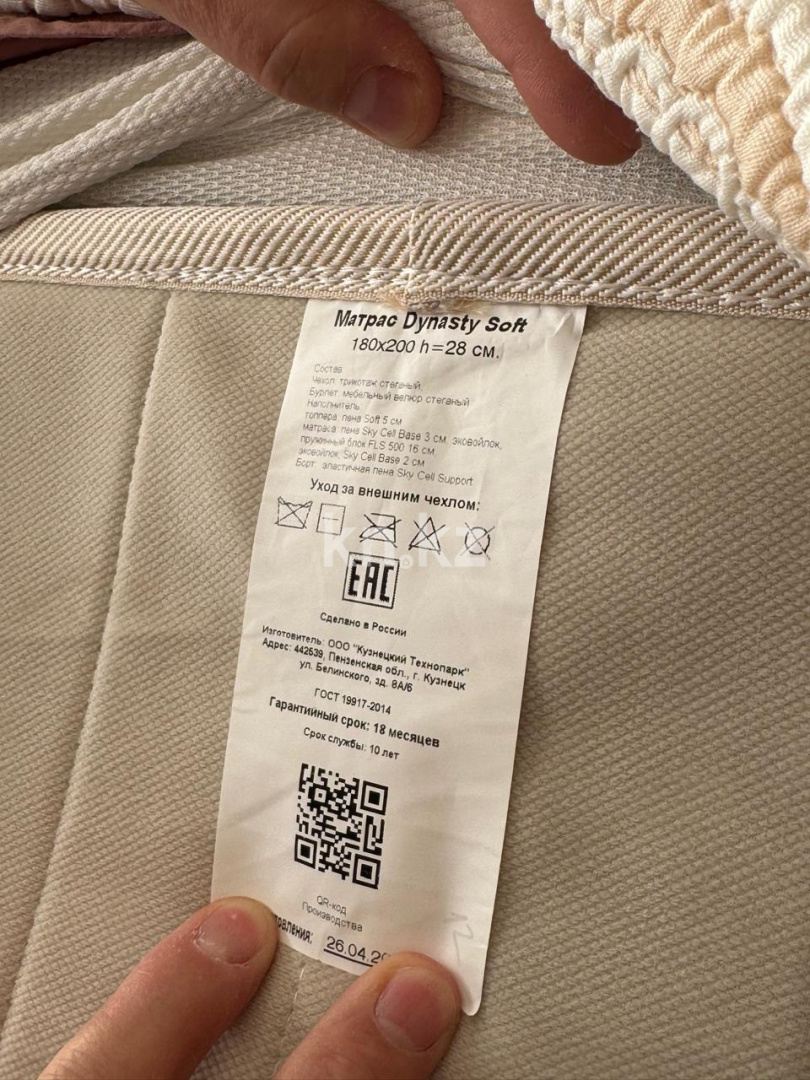 Матрас Dynasty Soft
180x200 h=28 см.
Состав
Чехол: трикотаж стеганый,
Бурлет: мебельный велюр стеганый
Наполнитель:
топпера: пена Soft 5 см
матраса: пена Sky Cell Base 3 см, эковойлок,
пружинный блок FLS 500 16 см,
эковойлок, Sky Cell Base 2 см
Борт: эластичная пена Sky Cell Support
Уход за внешним чехлом:
kn.kz
EAC
Сделано в России
Изготовитель: ООО "Кузнецкий Технопарк"
Адрес: 442539, Пензенская обл., г. Кузнецк
ул. Белинского, зд. 8А/6
ГОСТ 19917-2014
Гарантийный срок: 18 месяцев
Срок службы: 10 лет
QR-код
Производства
овления: 26.04.20